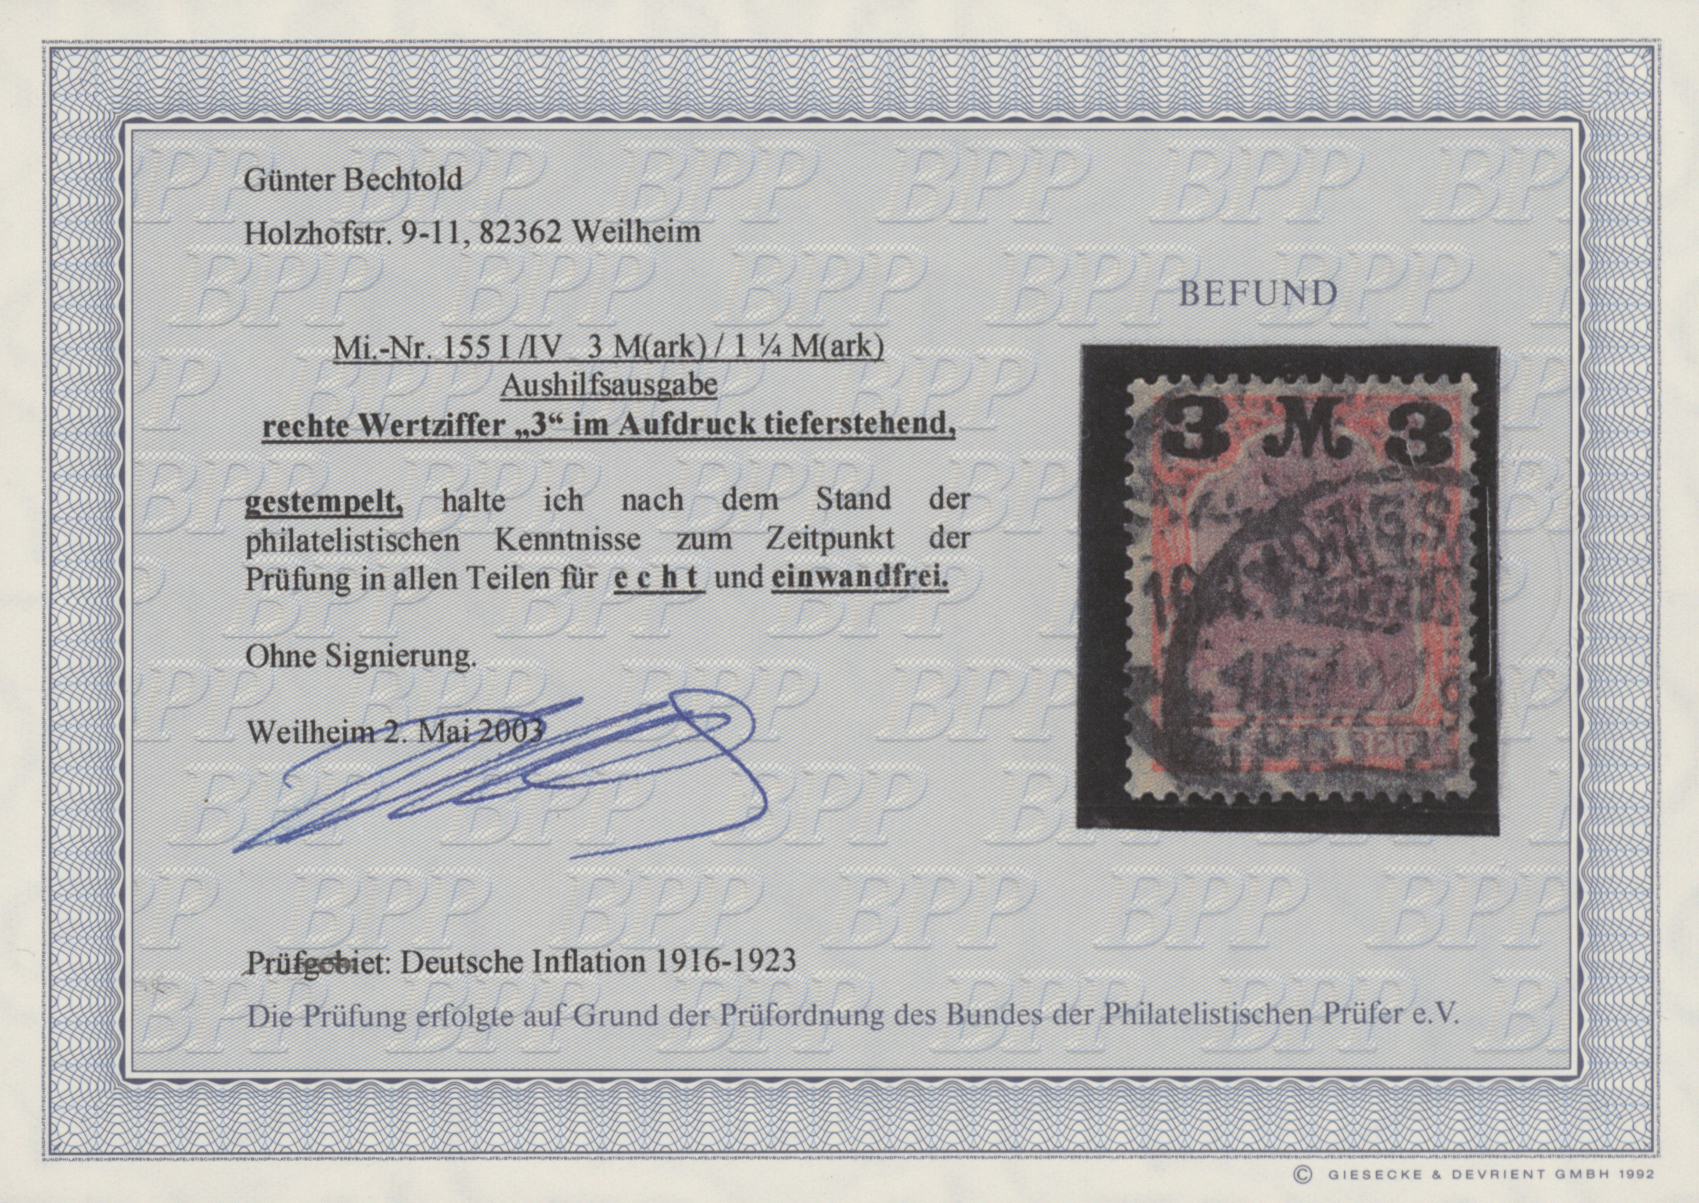 Günter Bechtold
Holzhofstr. 9-11, 82362 Weilheim
BEFUND
Mi.-Nr. 155 I /IV 3 M(ark) / 1 ¼ M(ark)
Aushilfsausgabe
rechte Wertziffer „3“ im Aufdruck tieferstehend,
gestempelt, halte ich nach dem Stand der
philatelistischen Kenntnisse zum Zeitpunkt der
Prüfung in allen Teilen für e c h t und einwandfrei.
Ohne Signierung.
Weilheim 2. Mai 2003
3 M 3
Prüfgebiet: Deutsche Inflation 1916-1923
Die Prüfung erfolgte auf Grund der Prüfordnung des Bundes der Philatelistischen Prüfer e.V.
© GIESECKE & DEVRIENT GMBH 1992